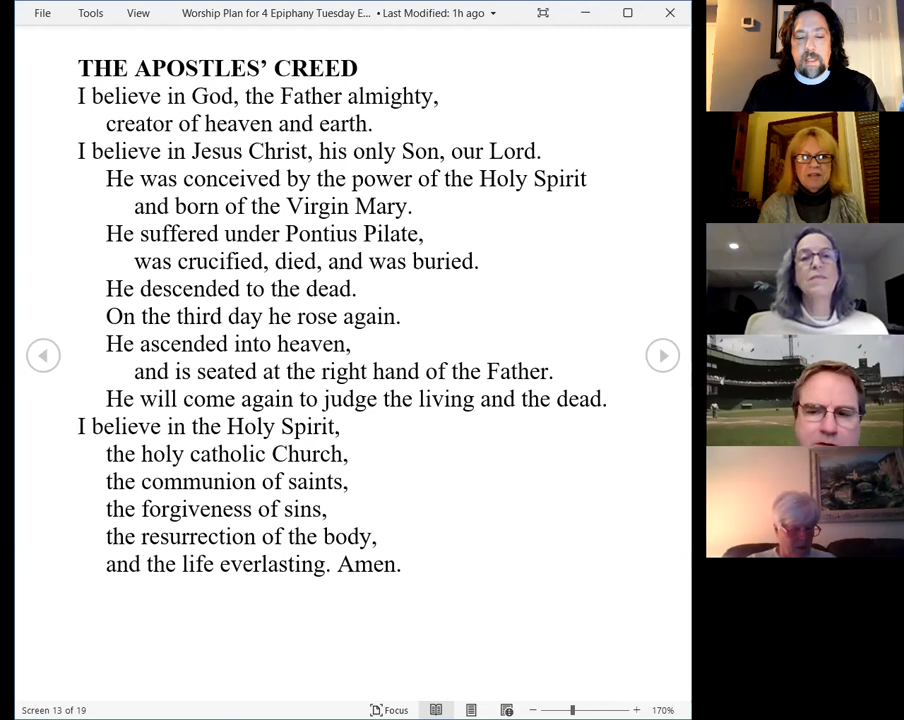 File Tools View Worship Plan for 4 Epiphany Tuesday E... • Last Modified: 1h ago
THE APOSTLES’ CREED
I believe in God, the Father almighty,
creator of heaven and earth.
I believe in Jesus Christ, his only Son, our Lord.
He was conceived by the power of the Holy Spirit
and born of the Virgin Mary.
He suffered under Pontius Pilate,
was crucified, died, and was buried.
He descended to the dead.
On the third day he rose again.
He ascended into heaven,
and is seated at the right hand of the Father.
He will come again to judge the living and the dead.
I believe in the Holy Spirit,
the holy catholic Church,
the communion of saints,
the forgiveness of sins,
the resurrection of the body,
and the life everlasting. Amen.
Screen 13 of 19 Focus 170%